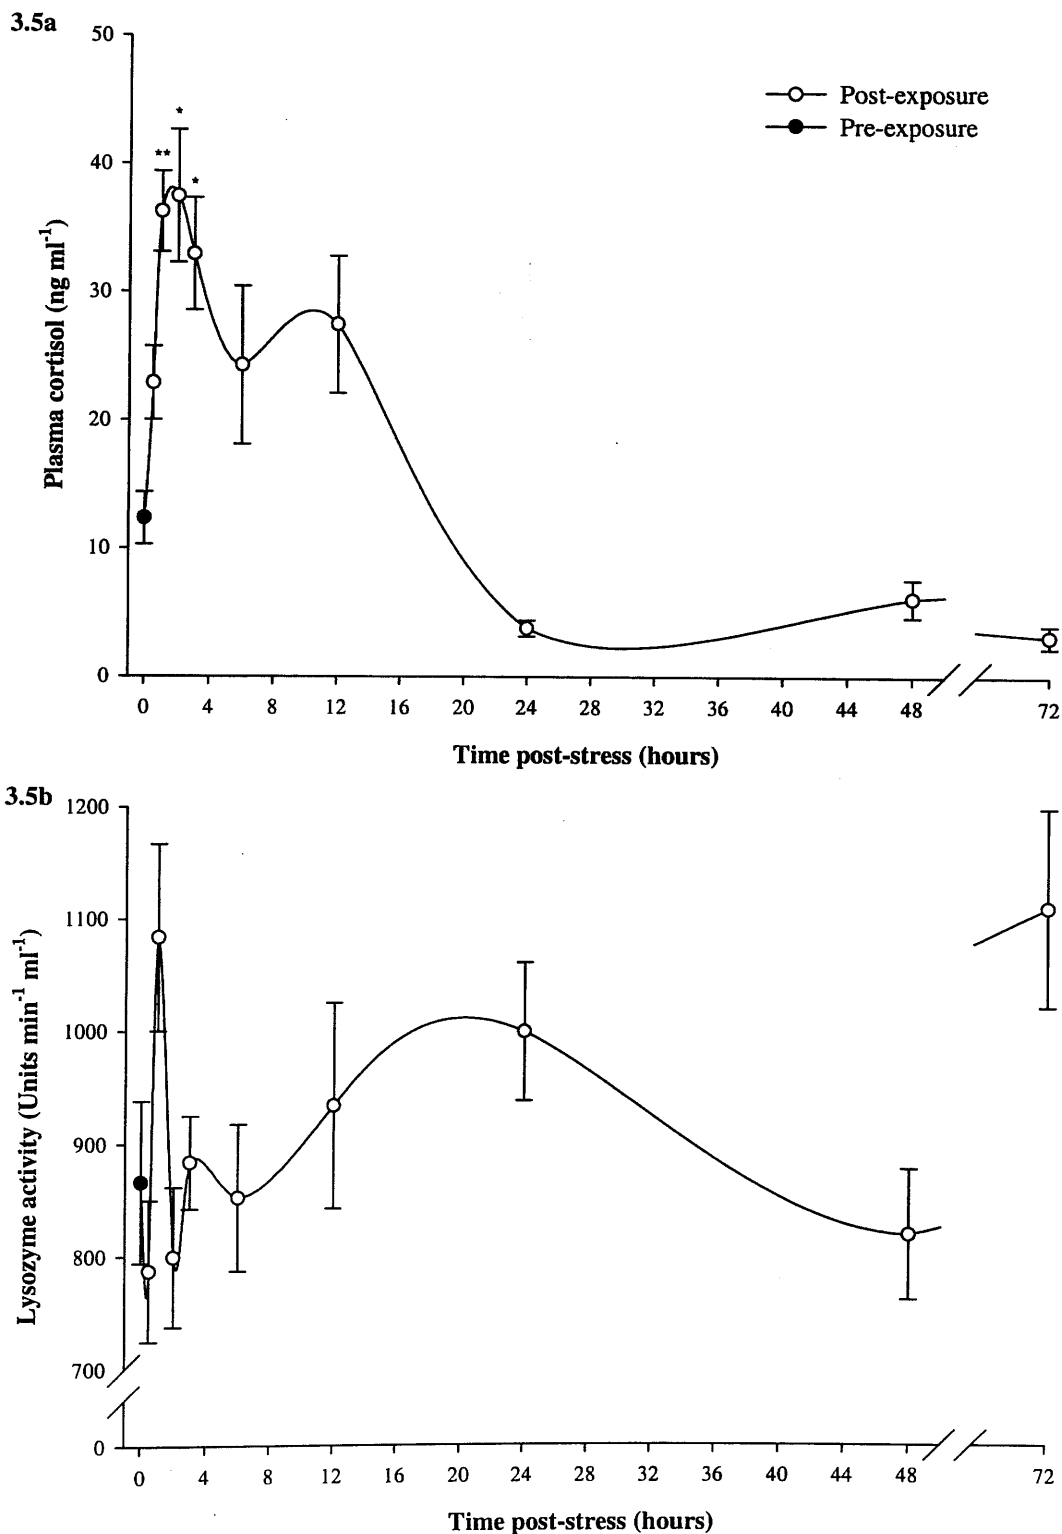 3.5a
50
40
30
20
10
0
Plasma cortisol (ng ml-1)
**
*
*
Post-exposure
Pre-exposure
0 4 8 12 16 20 24 28 32 36 40 44 48 72
Time post-stress (hours)
3.5b
1200
1100
1000
900
800
700
0
Lysozyme activity (Units min-1 ml-1)
0 4 8 12 16 20 24 28 32 36 40 44 48 72
Time post-stress (hours)